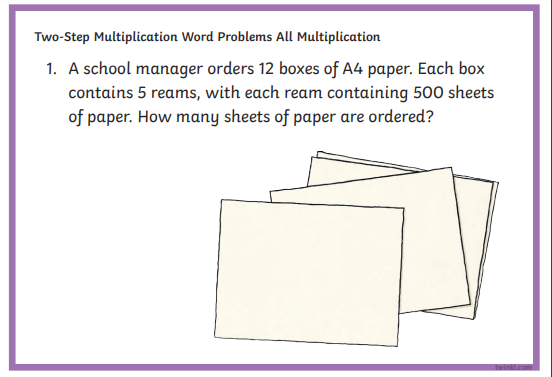 Two-Step Multiplication Word Problems All Multiplication
1. A school manager orders 12 boxes of A4 paper. Each box
contains 5 reams, with each ream containing 500 sheets
of paper. How many sheets of paper are ordered?
twinkl.com